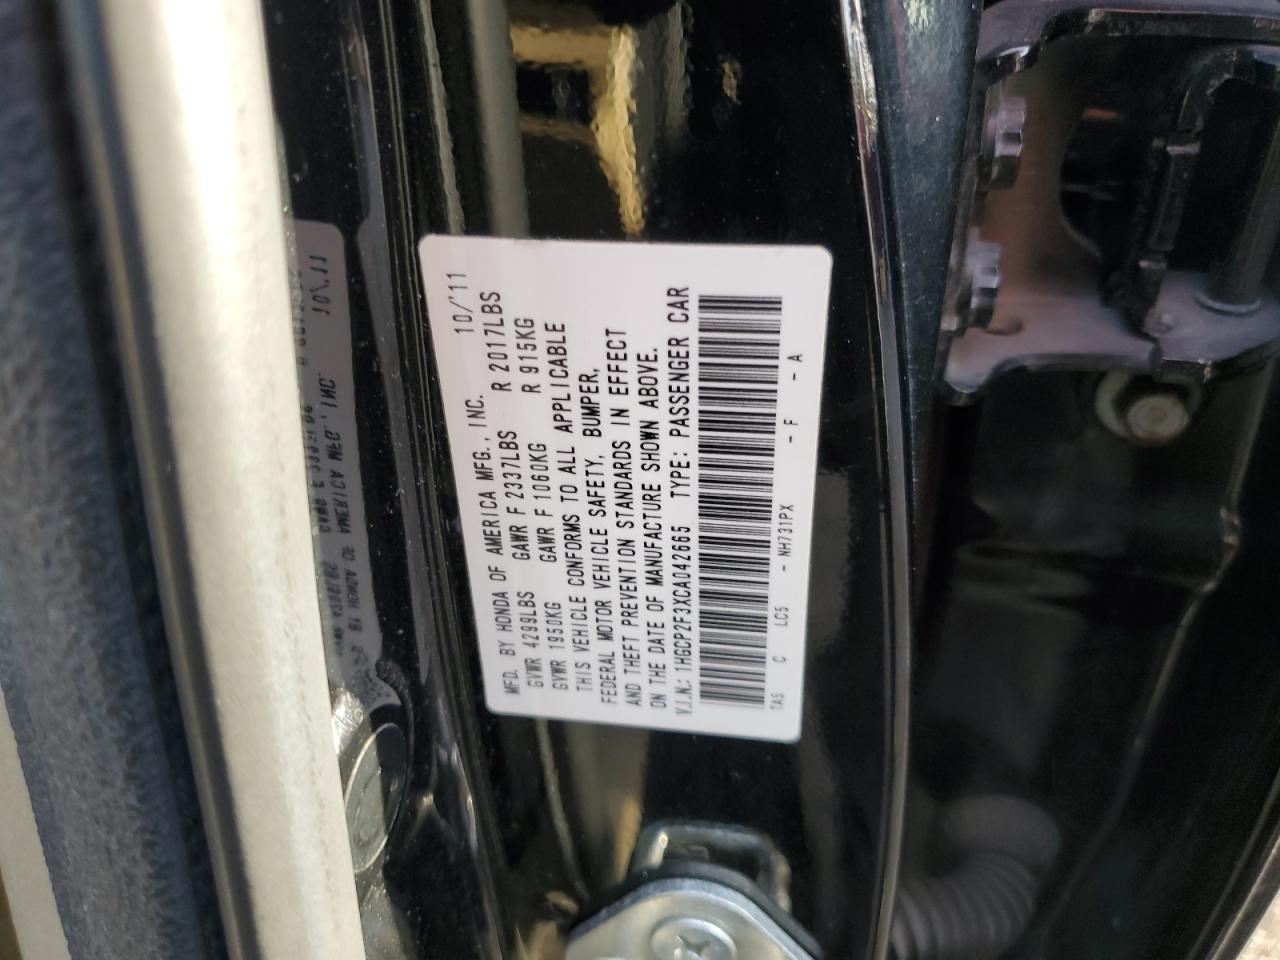 MFD. BY HONDA OF AMERICA MFG., INC. 10/'11
GVWR 4299LBS GAWR F 2337LBS R 2017LBS
GVWR 1950KG GAWR F 1060KG R 915KG
THIS VEHICLE CONFORMS TO ALL APPLICABLE
FEDERAL MOTOR VEHICLE SAFETY, BUMPER,
AND THEFT PREVENTION STANDARDS IN EFFECT
ON THE DATE OF MANUFACTURE SHOWN ABOVE.
V.I.N.: 1HGCP2F3XCA042665 TYPE: PASSENGER CAR
TA5 C LC5 - NH731PX - F - A